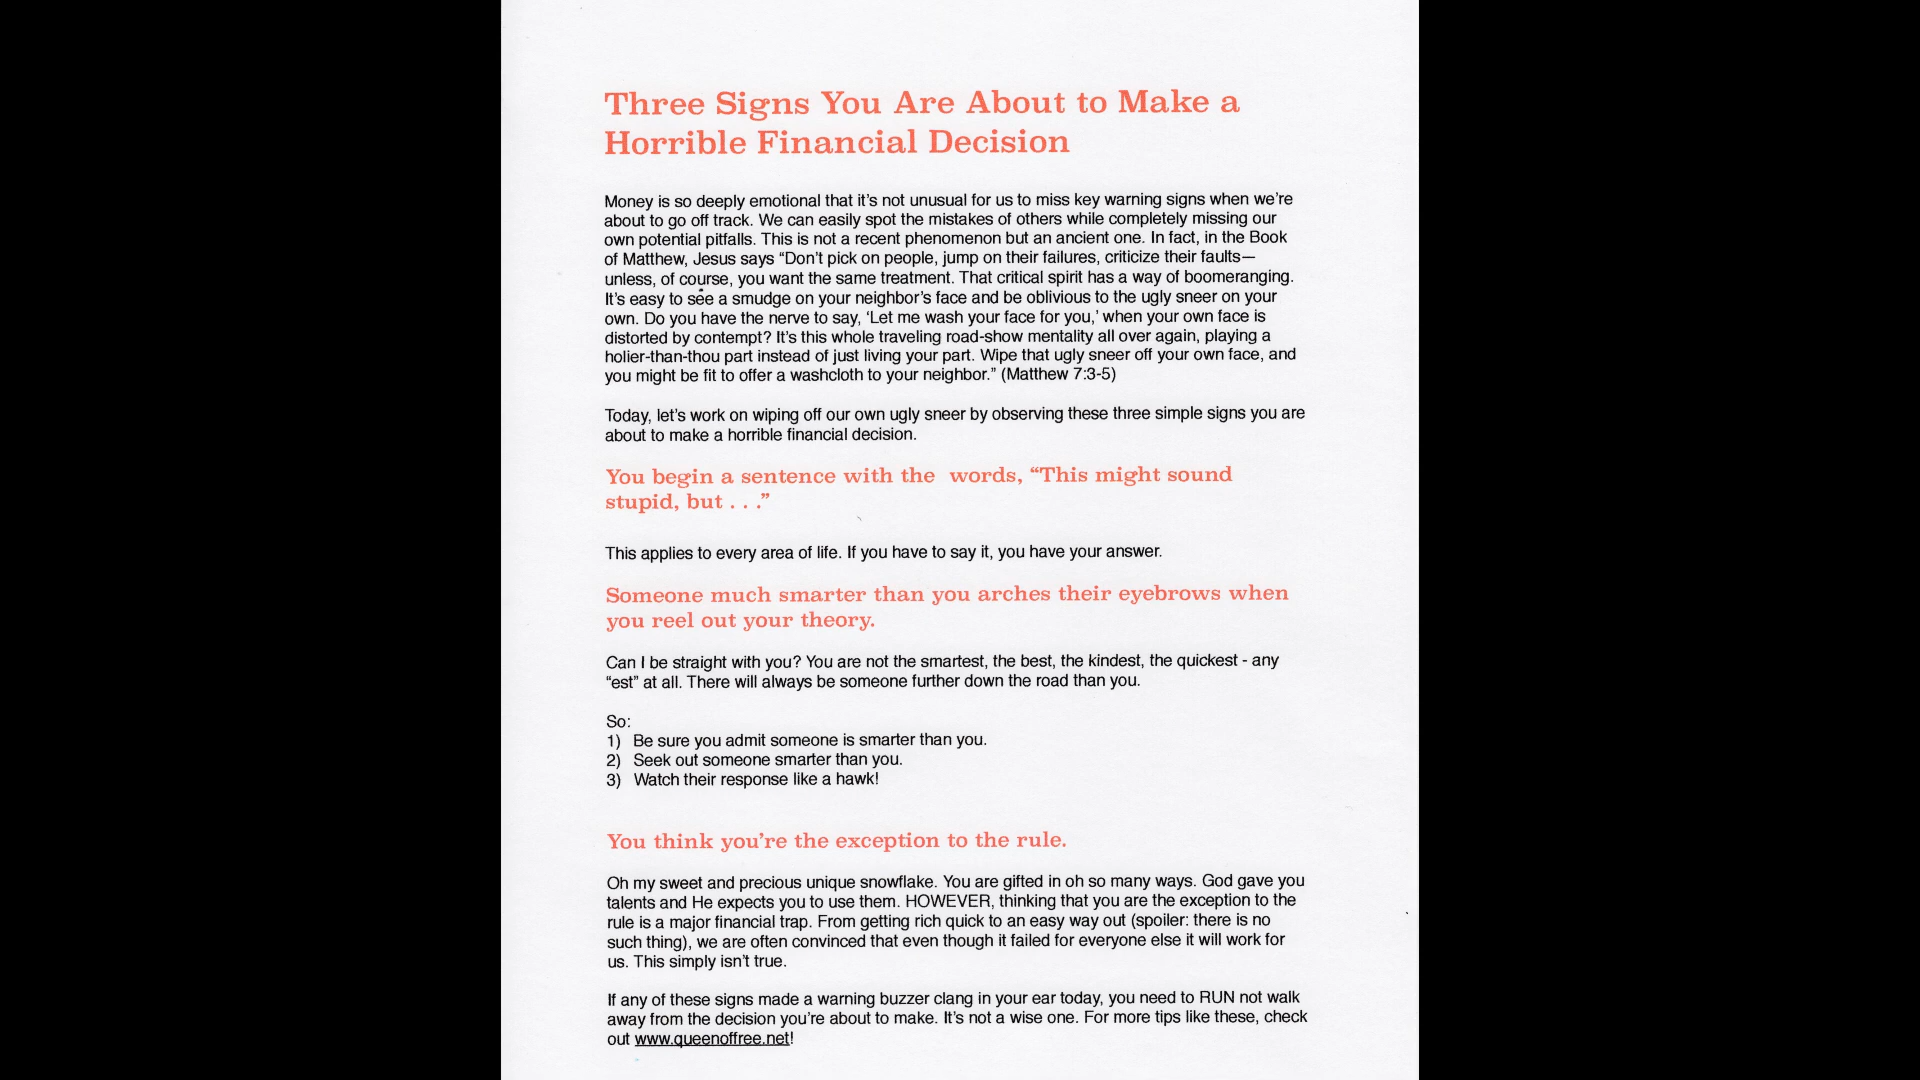 Three Signs You Are About to Make a
Horrible Financial Decision
Money is so deeply emotional that it’s not unusual for us to miss key warning signs when we’re
about to go off track. We can easily spot the mistakes of others while completely missing our
own potential pitfalls. This is not a recent phenomenon but an ancient one. In fact, in the Book
of Matthew, Jesus says “Don’t pick on people, jump on their failures, criticize their faults—
unless, of course, you want the same treatment. That critical spirit has a way of boomeranging.
It’s easy to see a smudge on your neighbor’s face and be oblivious to the ugly sneer on your
own. Do you have the nerve to say, ‘Let me wash your face for you,’ when your own face is
distorted by contempt? It’s this whole traveling road-show mentality all over again, playing a
holier-than-thou part instead of just living your part. Wipe that ugly sneer off your own face, and
you might be fit to offer a washcloth to your neighbor.” (Matthew 7:3-5)
Today, let’s work on wiping off our own ugly sneer by observing these three simple signs you are
about to make a horrible financial decision.
You begin a sentence with the  words, “This might sound
stupid, but . . .”
This applies to every area of life. If you have to say it, you have your answer.
Someone much smarter than you arches their eyebrows when
you reel out your theory.
Can I be straight with you? You are not the smartest, the best, the kindest, the quickest - any
“est” at all. There will always be someone further down the road than you.
So:
1) Be sure you admit someone is smarter than you.
2) Seek out someone smarter than you.
3) Watch their response like a hawk!
You think you’re the exception to the rule.
Oh my sweet and precious unique snowflake. You are gifted in oh so many ways. God gave you
talents and He expects you to use them. HOWEVER, thinking that you are the exception to the
rule is a major financial trap. From getting rich quick to an easy way out (spoiler: there is no
such thing), we are often convinced that even though it failed for everyone else it will work for
us. This simply isn’t true.
If any of these signs made a warning buzzer clang in your ear today, you need to RUN not walk
away from the decision you’re about to make. It’s not a wise one. For more tips like these, check
out www.queenoffree.net!